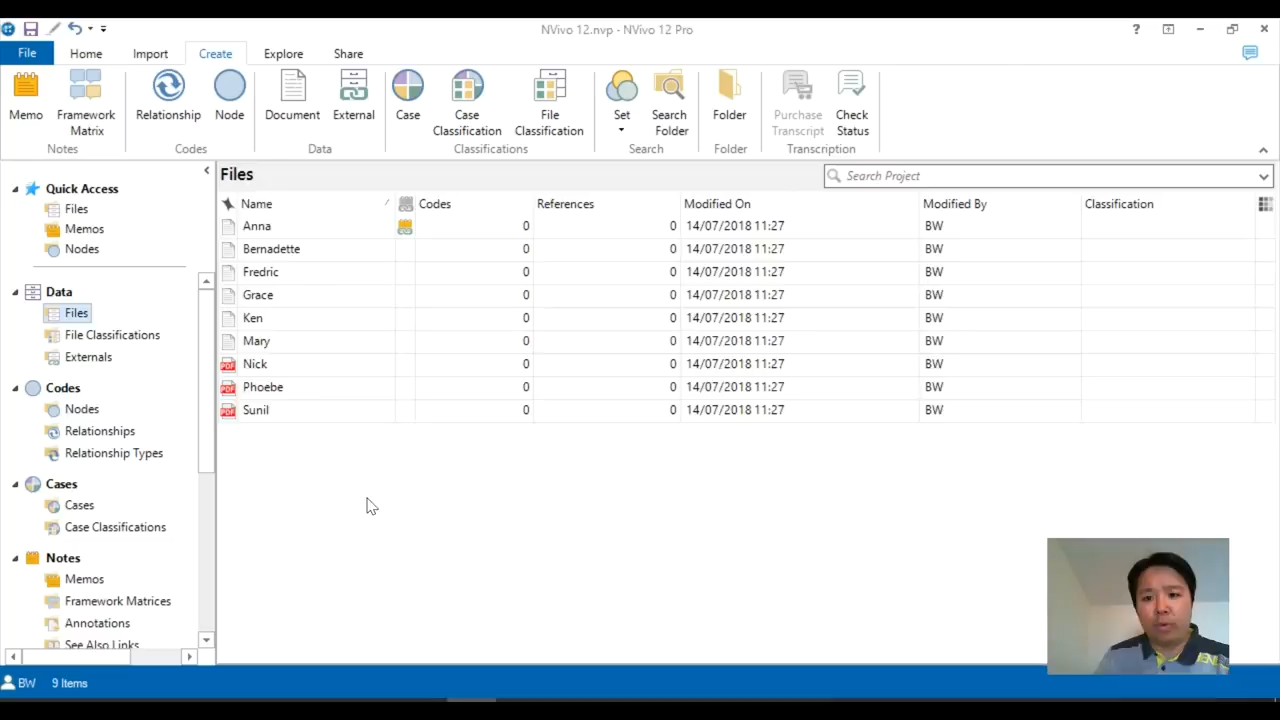 NVivo 12.nvp - NVivo 12 Pro
?
File Home Import Create Explore Share
Memo Framework Matrix Relationship Node Document External Case Case Classification File Classification Set Search Folder Folder Purchase Transcript Check Status
Notes Codes Data Classifications Search Folder Transcription
Quick Access
Files
Memos
Nodes
Data
Files
File Classifications
Externals
Codes
Nodes
Relationships
Relationship Types
Cases
Cases
Case Classifications
Notes
Memos
Framework Matrices
Annotations
See Also Links
Files
Search Project
Name Codes References Modified On Modified By Classification
Anna 0 0 14/07/2018 11:27 BW
Bernadette 0 0 14/07/2018 11:27 BW
Fredric 0 0 14/07/2018 11:27 BW
Grace 0 0 14/07/2018 11:27 BW
Ken 0 0 14/07/2018 11:27 BW
Mary 0 0 14/07/2018 11:27 BW
PDF Nick 0 0 14/07/2018 11:27 BW
PDF Phoebe 0 0 14/07/2018 11:27 BW
PDF Sunil 0 0 14/07/2018 11:27 BW
BW 9 Items